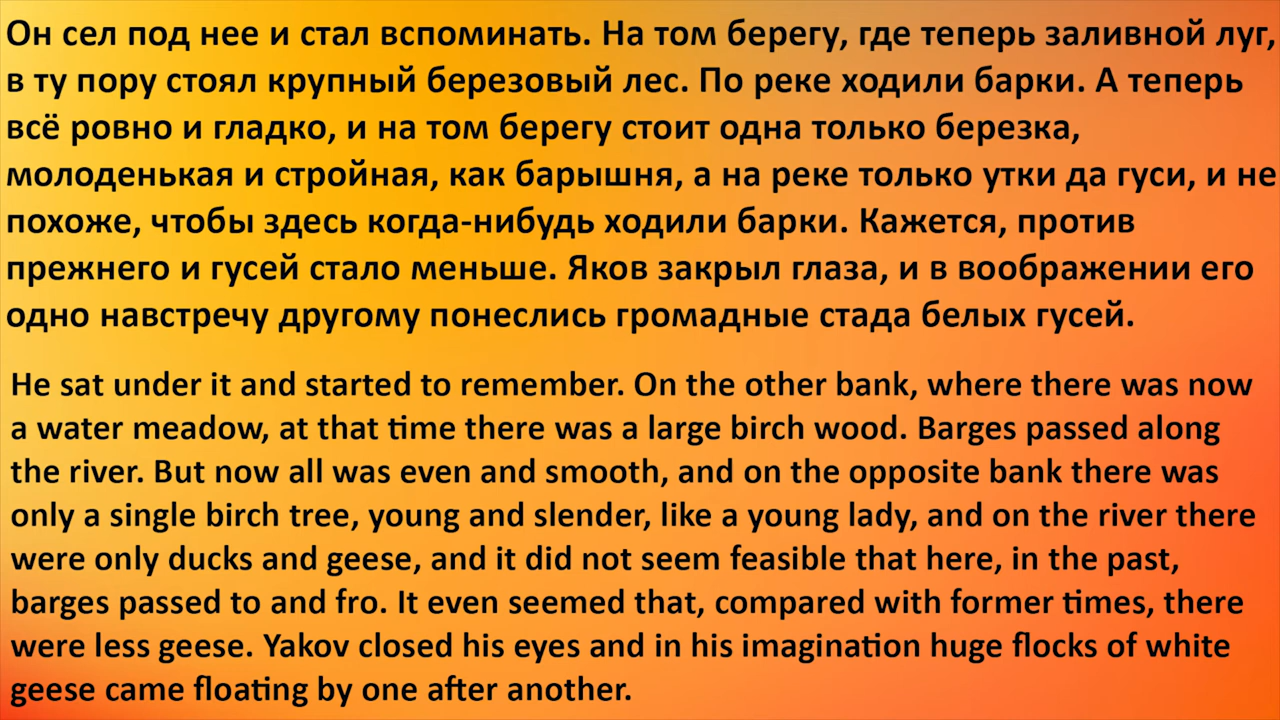 Он сел под нее и стал вспоминать. На том берегу, где теперь заливной луг,
в ту пору стоял крупный березовый лес. По реке ходили барки. А теперь
всё ровно и гладко, и на том берегу стоит одна только березка,
молоденькая и стройная, как барышня, а на реке только утки да гуси, и не
похоже, чтобы здесь когда-нибудь ходили барки. Кажется, против
прежнего и гусей стало меньше. Яков закрыл глаза, и в воображении его
одно навстречу другому понеслись громадные стада белых гусей.
He sat under it and started to remember. On the other bank, where there was now
a water meadow, at that time there was a large birch wood. Barges passed along
the river. But now all was even and smooth, and on the opposite bank there was
only a single birch tree, young and slender, like a young lady, and on the river there
were only ducks and geese, and it did not seem feasible that here, in the past,
barges passed to and fro. It even seemed that, compared with former times, there
were less geese. Yakov closed his eyes and in his imagination huge flocks of white
geese came floating by one after another.